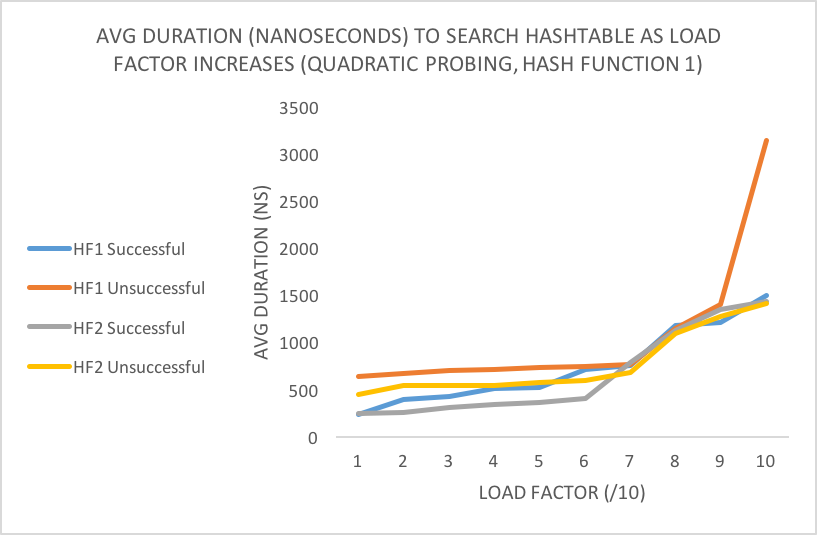 AVG DURATION (NANOSECONDS) TO SEARCH HASHTABLE AS LOAD
FACTOR INCREASES (QUADRATIC PROBING, HASH FUNCTION 1)
HF1 Successful
HF1 Unsuccessful
HF2 Successful
HF2 Unsuccessful
AVG DURATION (NS)
3500
3000
2500
2000
1500
1000
500
0
1 2 3 4 5 6 7 8 9 10
LOAD FACTOR (/10)